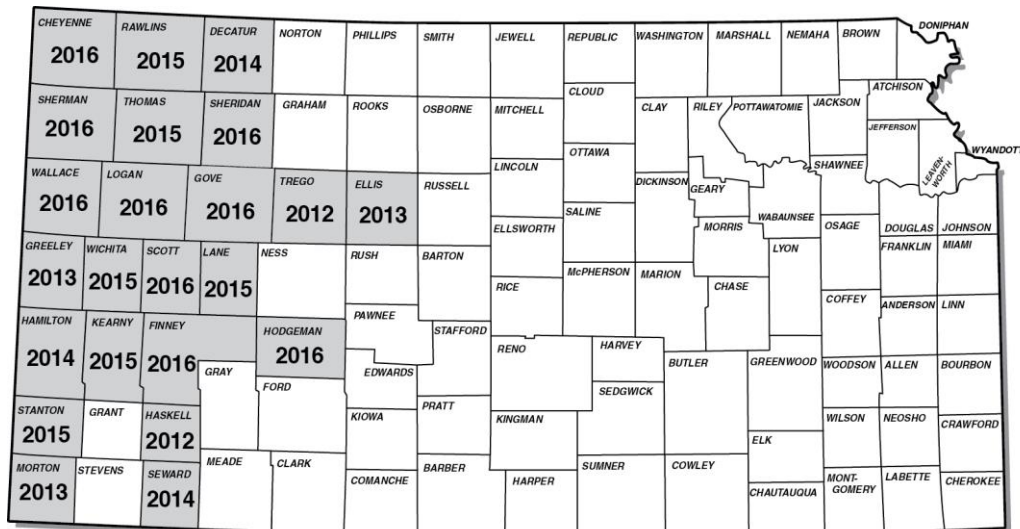 CHEYENNE
2016
RAWLINS
2015
DECATUR
2014
NORTON
PHILLIPS
SMITH
JEWELL
REPUBLIC
WASHINGTON
MARSHALL
NEMAHA
BROWN
DONIPHAN
SHERMAN
2016
THOMAS
2015
SHERIDAN
2016
GRAHAM
ROOKS
OSBORNE
MITCHELL
CLOUD
CLAY
RILEY
POTTAWATOMIE
JACKSON
ATCHISON
JEFFERSON
LEAVEN-
WORTH
WYANDOTT
WALLACE
2016
LOGAN
2016
GOVE
2016
TREGO
2012
ELLIS
2013
RUSSELL
LINCOLN
OTTAWA
DICKINSON
GEARY
WABAUNSEE
SHAWNEE
DOUGLAS
JOHNSON
GREELEY
2013
WICHITA
2015
SCOTT
2016
LANE
2015
NESS
RUSH
BARTON
ELLSWORTH
SALINE
MORRIS
LYON
OSAGE
FRANKLIN
MIAMI
HAMILTON
2014
KEARNY
2015
FINNEY
2016
HODGEMAN
2016
PAWNEE
STAFFORD
RICE
McPHERSON
MARION
CHASE
COFFEY
ANDERSON
LINN
GRAY
FORD
EDWARDS
RENO
HARVEY
BUTLER
GREENWOOD
WOODSON
ALLEN
BOURBON
STANTON
2015
GRANT
HASKELL
2012
KIOWA
PRATT
KINGMAN
SEDGWICK
ELK
WILSON
NEOSHO
CRAWFORD
MORTON
2013
STEVENS
SEWARD
2014
MEADE
CLARK
COMANCHE
BARBER
HARPER
SUMNER
COWLEY
CHAUTAUQUA
MONT-
GOMERY
LABETTE
CHEROKEE